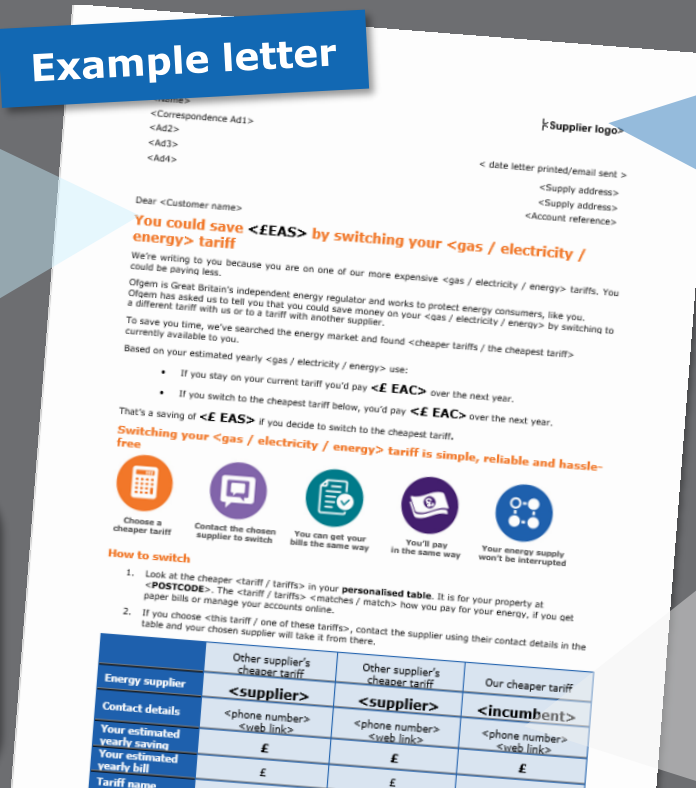 Example letter
<Name>
<Correspondence Ad1>
<Ad2>
<Ad3>
<Ad4>
<Supplier logo>
< date letter printed/email sent >
<Supply address>
<Supply address>
<Account reference>
Dear <Customer name>
You could save <£EAS> by switching your <gas / electricity /
energy> tariff
We're writing to you because you are on one of our more expensive <gas / electricity / energy> tariffs. You
could be paying less.
Ofgem is Great Britain's independent energy regulator and works to protect energy consumers, like you.
Ofgem has asked us to tell you that you could save money on your <gas / electricity / energy> by switching to
a different tariff with us or to a tariff with another supplier.
To save you time, we've searched the energy market and found <cheaper tariffs / the cheapest tariff>
currently available to you.
Based on your estimated yearly <gas / electricity / energy> use:
• If you stay on your current tariff you'd pay <£ EAC> over the next year.
• If you switch to the cheapest tariff below, you'd pay <£ EAC> over the next year.
That's a saving of <£ EAS> if you decide to switch to the cheapest tariff.
Switching your <gas / electricity / energy> tariff is simple, reliable and hassle-
free
Choose a
cheaper tariff
Contact the chosen
supplier to switch
You can get your
bills the same way
You'll pay
in the same way
Your energy supply
won't be interrupted
How to switch
1. Look at the cheaper <tariff / tariffs> in your personalised table. It is for your property at
<POSTCODE>. The <tariff / tariffs> <matches / match> how you pay for your energy, if you get
paper bills or manage your accounts online.
2. If you choose <this tariff / one of these tariffs>, contact the supplier using their contact details in the
table and your chosen supplier will take it from there.
Other supplier's
cheaper tariff
Other supplier's
cheaper tariff
Our cheaper tariff
Energy supplier
<supplier>
<supplier>
<incumbent>
Contact details
<phone number>
<web link>
<phone number>
<web link>
<phone number>
<web link>
Your estimated
yearly saving
£
£
£
Your estimated
yearly bill
£
£
Tariff name